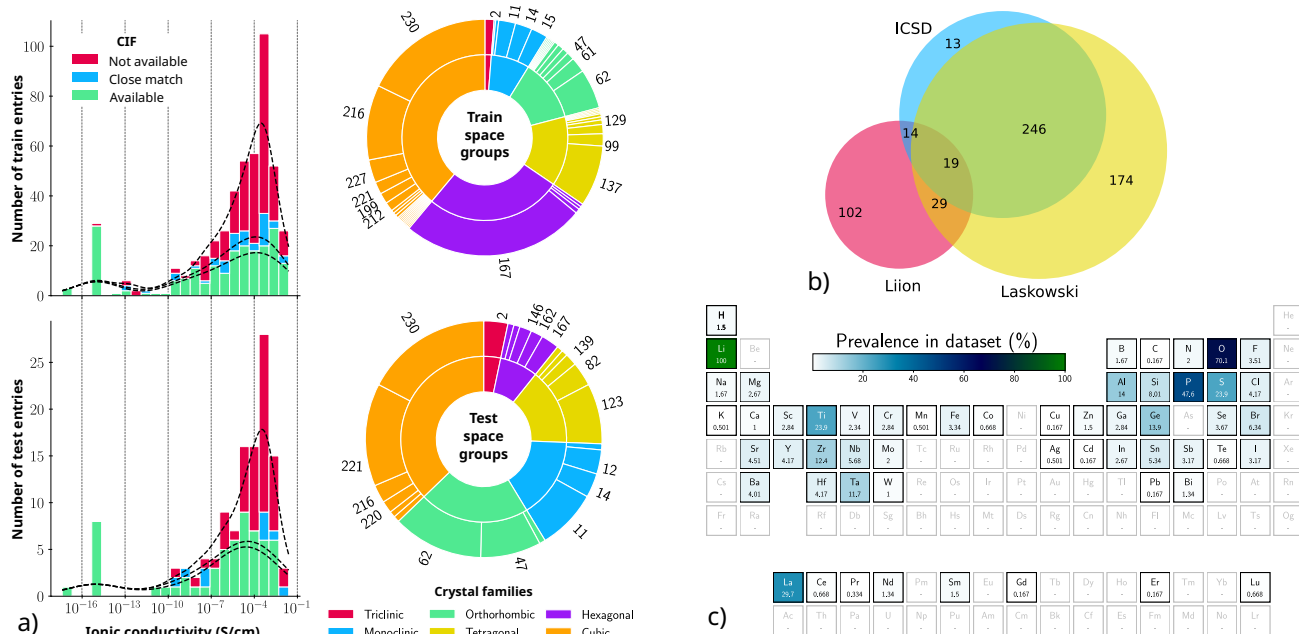 Number of train entries
100
80
60
40
20
0
CIF
Not available
Close match
Available
Number of test entries
25
20
15
10
5
0
10⁻¹⁶ 10⁻¹³ 10⁻¹⁰ 10⁻⁷ 10⁻⁴ 10⁻¹
Ionic conductivity (S/cm)
a)
Train
space
groups
230
2
11
14
15
47
61
62
129
99
137
167
212
199
221
227
216
Test
space
groups
230
2
146
162
167
139
82
123
12
14
11
47
62
220
216
221
Crystal families
Triclinic Orthorhombic Hexagonal
Monoclinic Tetragonal Cubic
ICSD
13
14
246
19
174
102
29
Liion
Laskowski
b)
Prevalence in dataset (%)
20 40 60 80 100
H He
1.5 -
Li Be B C N O F Ne
100 - 1.67 0.167 2 70.1 3.51 -
Na Mg Al Si P S Cl Ar
1.67 2.67 14 8.01 47.6 23.9 4.17 -
K Ca Sc Ti V Cr Mn Fe Co Ni Cu Zn Ga Ge As Se Br Kr
0.501 1 2.84 23.9 2.34 2.84 0.501 3.34 0.668 - 0.167 1.5 2.84 13.9 - 3.67 6.34 -
Rb Sr Y Zr Nb Mo Tc Ru Rh Pd Ag Cd In Sn Sb Te I Xe
- 4.51 4.17 12.4 5.68 2 - - - - 0.501 0.167 2.67 5.34 3.17 0.668 3.17 -
Cs Ba Hf Ta W Re Os Ir Pt Au Hg Tl Pb Bi Po At Rn
- 4.01 4.17 11.7 1 - - - - - - - 0.167 1.34 - - -
Fr Ra Rf Db Sg Bh Hs Mt Ds Rg Cn Nh Fl Mc Lv Ts Og
- - - - - - - - - - - - - - - - -
La Ce Pr Nd Pm Sm Eu Gd Tb Dy Ho Er Tm Yb Lu
29.7 0.668 0.334 1.34 - 1.5 - 0.167 - - - 0.167 - - 0.668
Ac Th Pa U Np Pu Am Cm Bk Cf Es Fm Md No Lr
- - - - - - - - - - - - - - -
c)